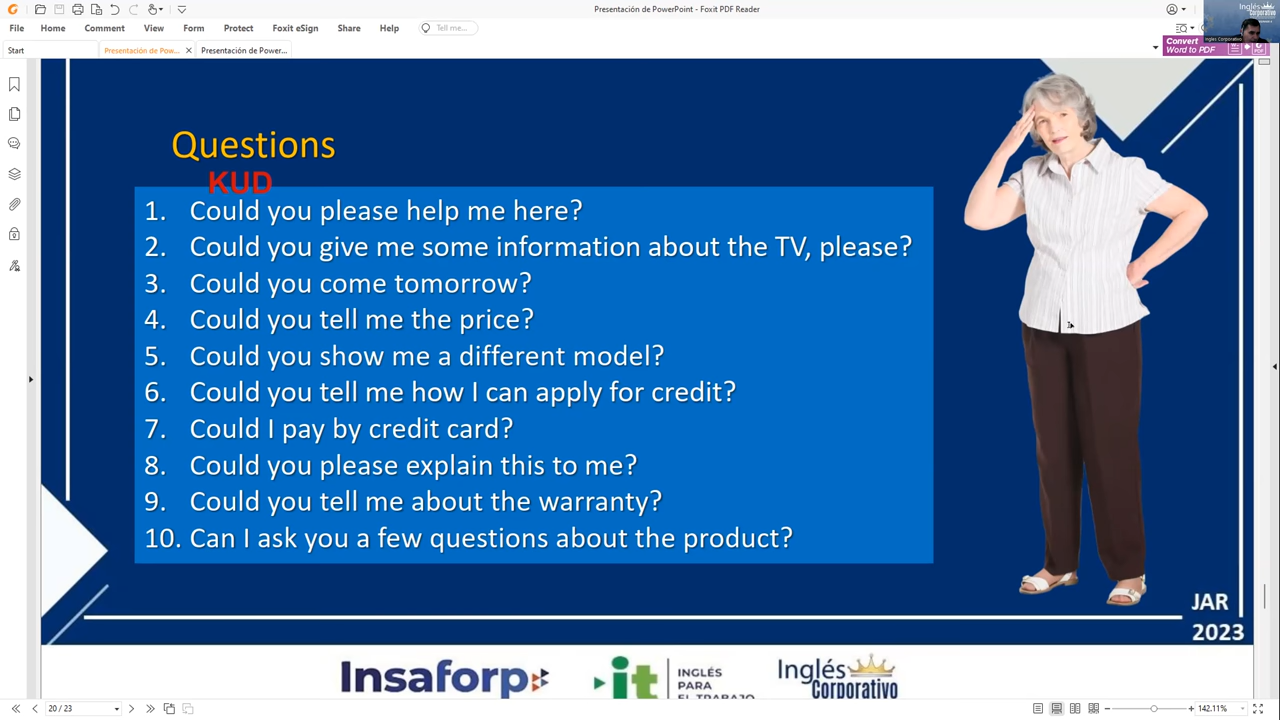 Presentación de PowerPoint - Foxit PDF Reader
File Home Comment View Form Protect Foxit eSign Share Help Tell me...
Start Presentación de Pow... Presentación de Power...
Inglés Corporativo
Inglés Corporativo
Convert
Word to PDF
Questions
KUD
1. Could you please help me here?
2. Could you give me some information about the TV, please?
3. Could you come tomorrow?
4. Could you tell me the price?
5. Could you show me a different model?
6. Could you tell me how I can apply for credit?
7. Could I pay by credit card?
8. Could you please explain this to me?
9. Could you tell me about the warranty?
10. Can I ask you a few questions about the product?
JAR
2023
Insaforp
it
INGLÉS
PARA
EL TRABAJO
Inglés
Corporativo
20 / 23
142.11%